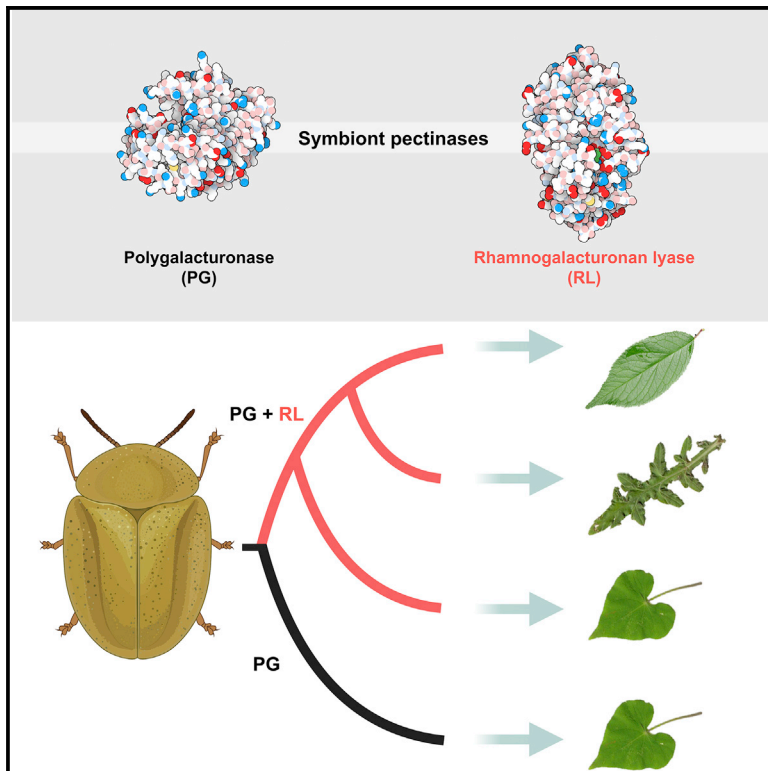 Symbiont pectinases
Polygalacturonase
(PG)
Rhamnogalacturonan lyase
(RL)
PG + RL
PG